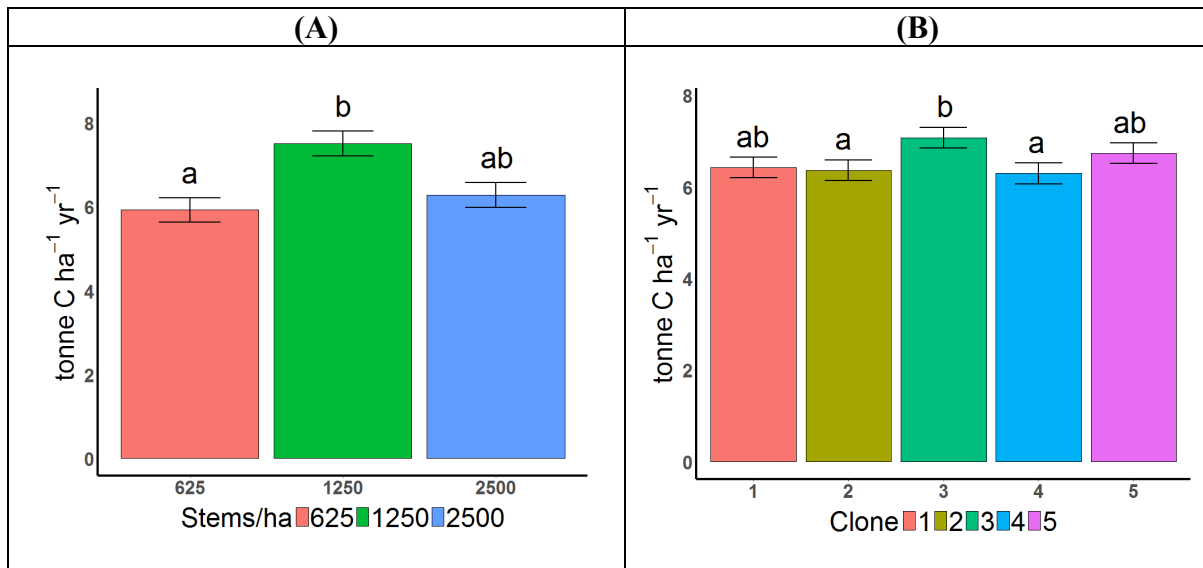 (A)
(B)
tonne C ha⁻¹ yr⁻¹
8
6
4
2
0
a
b
ab
625 1250 2500
Stems/ha 625 1250 2500
tonne C ha⁻¹ yr⁻¹
8
6
4
2
0
ab
a
b
a
ab
1 2 3 4 5
Clone 1 2 3 4 5